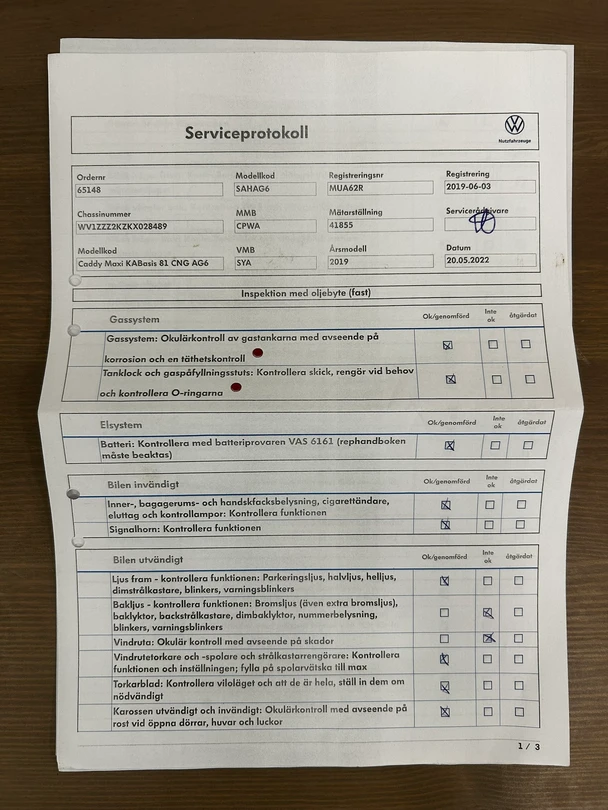 Serviceprotokoll
Nutzfahrzeuge
Ordernr Modellkod Registreringsnr Registrering
65148 SAHAG6 MUA62R 2019-06-03
Chassinummer MMB Mätarställning Servicerådgivare
WV1ZZZ2KZKX028489 CPWA 41855
Modellkod VMB Årsmodell Datum
Caddy Maxi KABasis 81 CNG AG6 SYA 2019 20.05.2022
Inspektion med oljebyte (fast)
Gassystem Ok/genomförd Inte ok åtgärdat
Gassystem: Okulärkontroll av gastankarna med avseende på
korrosion och en täthetskontroll
Tanklock och gaspåfyllningsstuts: Kontrollera skick, rengör vid behov
och kontrollera O-ringarna
Elsystem Ok/genomförd Inte ok åtgärdat
Batteri: Kontrollera med batteriprovaren VAS 6161 (rephandboken
måste beaktas)
Bilen invändigt Ok/genomförd Inte ok åtgärdat
Inner-, bagagerums- och handskfacksbelysning, cigarettändare,
eluttag och kontrollampor: Kontrollera funktionen
Signalhorn: Kontrollera funktionen
Bilen utvändigt Ok/genomförd Inte ok åtgärdat
Ljus fram - kontrollera funktionen: Parkeringsljus, halvljus, helljus,
dimstrålkastare, blinkers, varningsblinkers
Bakljus - kontrollera funktionen: Bromsljus (även extra bromsljus),
baklyktor, backstrålkastare, dimbaklyktor, nummerbelysning,
blinkers, varningsblinkers
Vindruta: Okulär kontroll med avseende på skador
Vindrutetorkare och -spolare och strålkastarrengörare: Kontrollera
funktionen och inställningen; fylla på spolarvätska till max
Torkarblad: Kontrollera viloläget och att de är hela, ställ in dem om
nödvändigt
Karossen utvändigt och invändigt: Okulärkontroll med avseende på
rost vid öppna dörrar, huvar och luckor
1 / 3